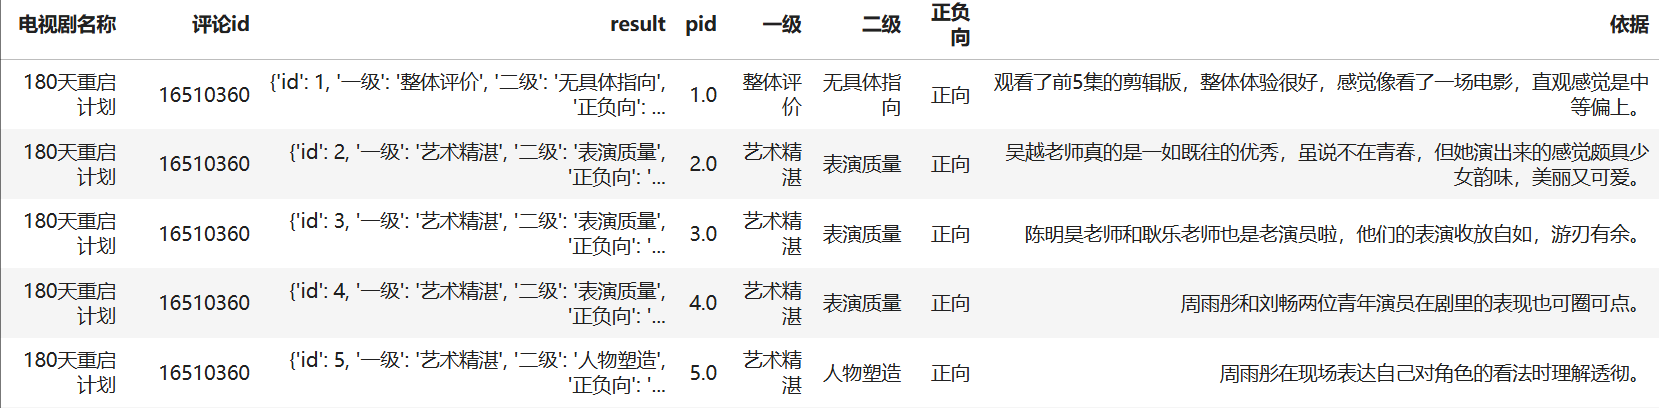 电视剧名称 评论id result pid 一级 二级 正负向 依据
180天重启计划 16510360 {'id': 1, '一级': '整体评价', '二级': '无具体指向', '正负向': ... 1.0 整体评价 无具体指向 正向 观看了前5集的剪辑版，整体体验很好，感觉像看了一场电影，直观感觉是中等偏上。
180天重启计划 16510360 {'id': 2, '一级': '艺术精湛', '二级': '表演质量', '正负向': '... 2.0 艺术精湛 表演质量 正向 吴越老师真的是一如既往的优秀，虽说不在青春，但她演出来的感觉颇具少女韵味，美丽又可爱。
180天重启计划 16510360 {'id': 3, '一级': '艺术精湛', '二级': '表演质量', '正负向': '... 3.0 艺术精湛 表演质量 正向 陈明昊老师和耿乐老师也是老演员啦，他们的表演收放自如，游刃有余。
180天重启计划 16510360 {'id': 4, '一级': '艺术精湛', '二级': '表演质量', '正负向': '... 4.0 艺术精湛 表演质量 正向 周雨彤和刘畅两位青年演员在剧里的表现也可圈可点。
180天重启计划 16510360 {'id': 5, '一级': '艺术精湛', '二级': '人物塑造', '正负向': '... 5.0 艺术精湛 人物塑造 正向 周雨彤在现场表达自己对角色的看法时理解透彻。